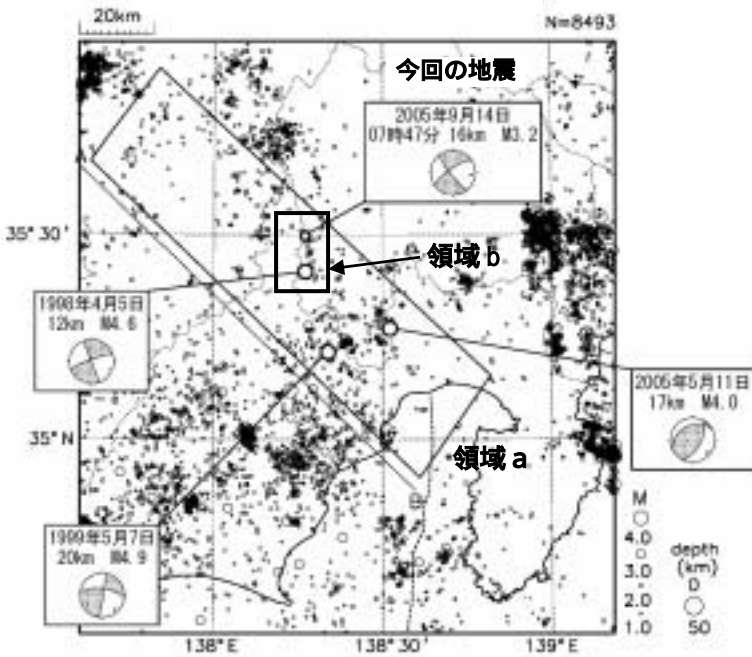 20km
N=8493
今回の地震
2005年9月14日
07時47分 16km M3.2
A
35° 30'
領域b
1998年4月5日
12km M4.6
2005年5月11日
17km M4.0
35° N
領域a
B
1999年5月7日
20km M4.9
M
4.0
3.0
2.0
1.0
depth
(km)
0
50
138° E
138° 30'
139° E